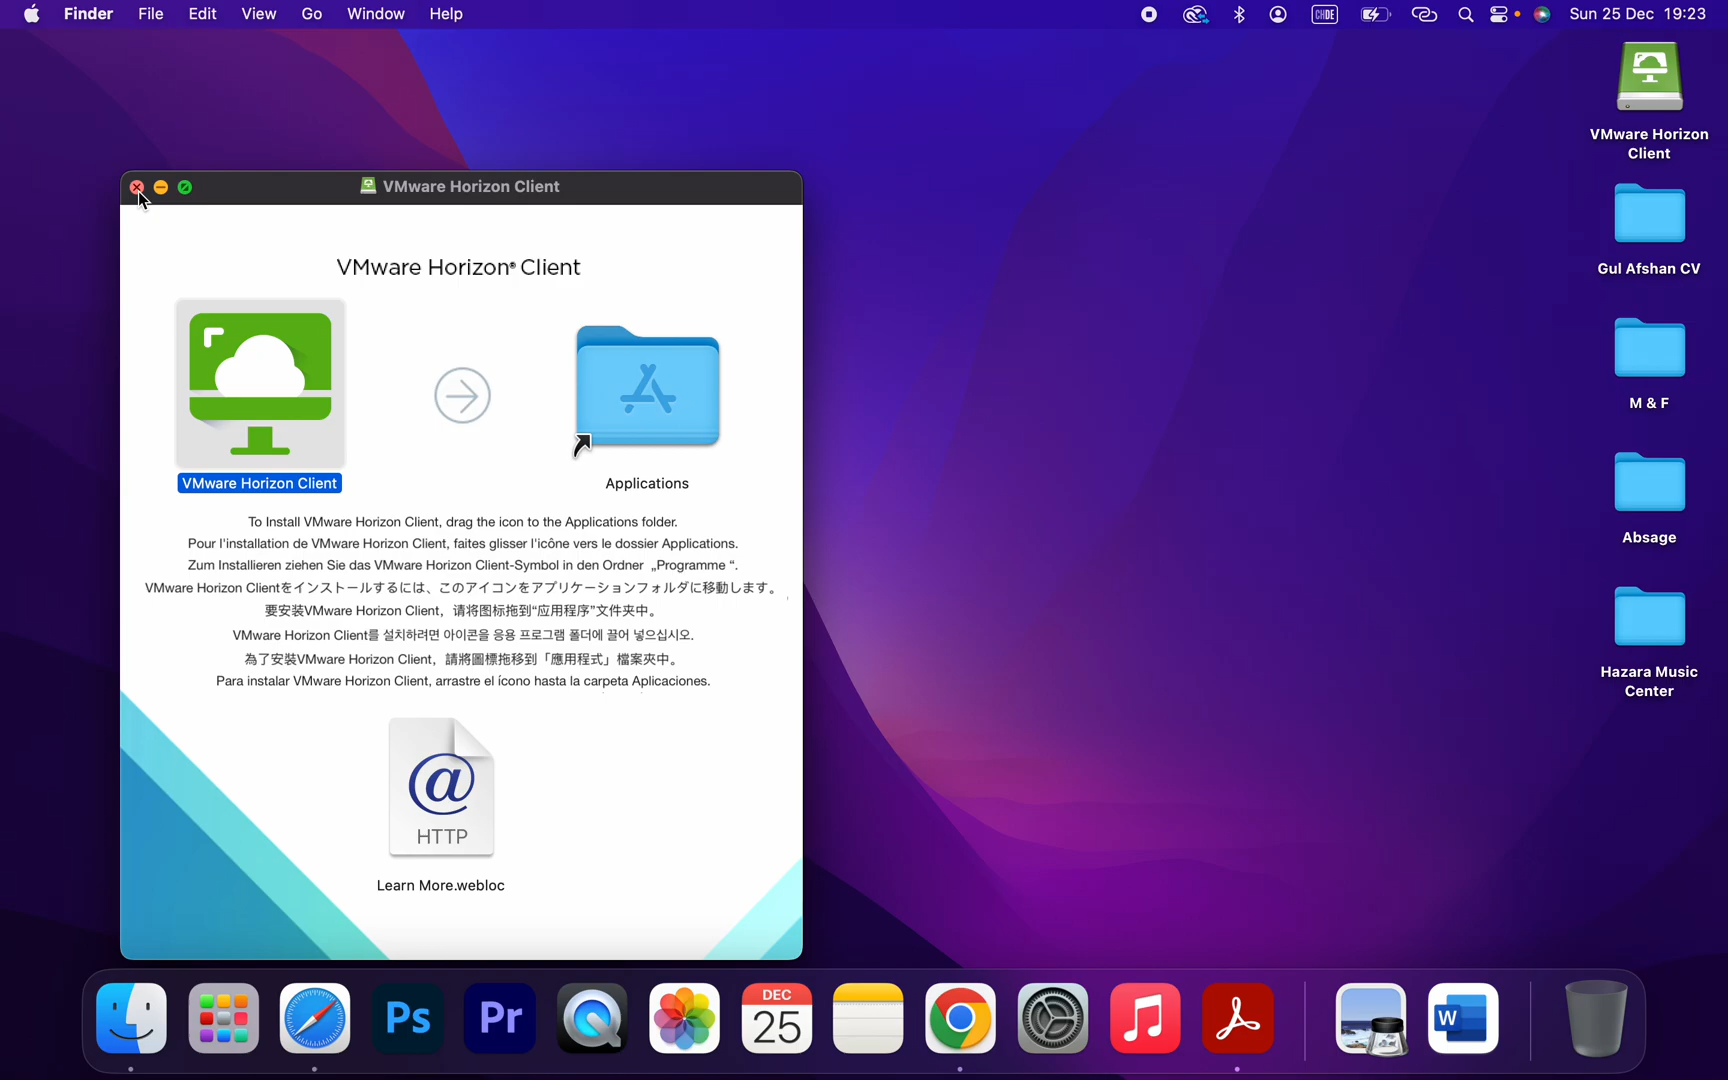 Finder File Edit View Go Window Help
CHDE
Sun 25 Dec 19:23
VMware Horizon Client
VMware Horizon® Client
VMware Horizon Client
Applications
To Install VMware Horizon Client, drag the icon to the Applications folder.
Pour l'installation de VMware Horizon Client, faites glisser l'icône vers le dossier Applications.
Zum Installieren ziehen Sie das VMware Horizon Client-Symbol in den Ordner „Programme “.
VMware Horizon Clientをインストールするには、このアイコンをアプリケーションフォルダに移動します。
要安装VMware Horizon Client，请将图标拖到“应用程序”文件夹中。
VMware Horizon Client를 설치하려면 아이콘을 응용 프로그램 폴더에 끌어 넣으십시오.
為了安裝VMware Horizon Client，請將圖標拖移到「應用程式」檔案夾中。
Para instalar VMware Horizon Client, arrastre el ícono hasta la carpeta Aplicaciones.
@
HTTP
Learn More.webloc
VMware Horizon
Client
Gul Afshan CV
M & F
Absage
Hazara Music
Center
Ps
Pr
DEC
25
W